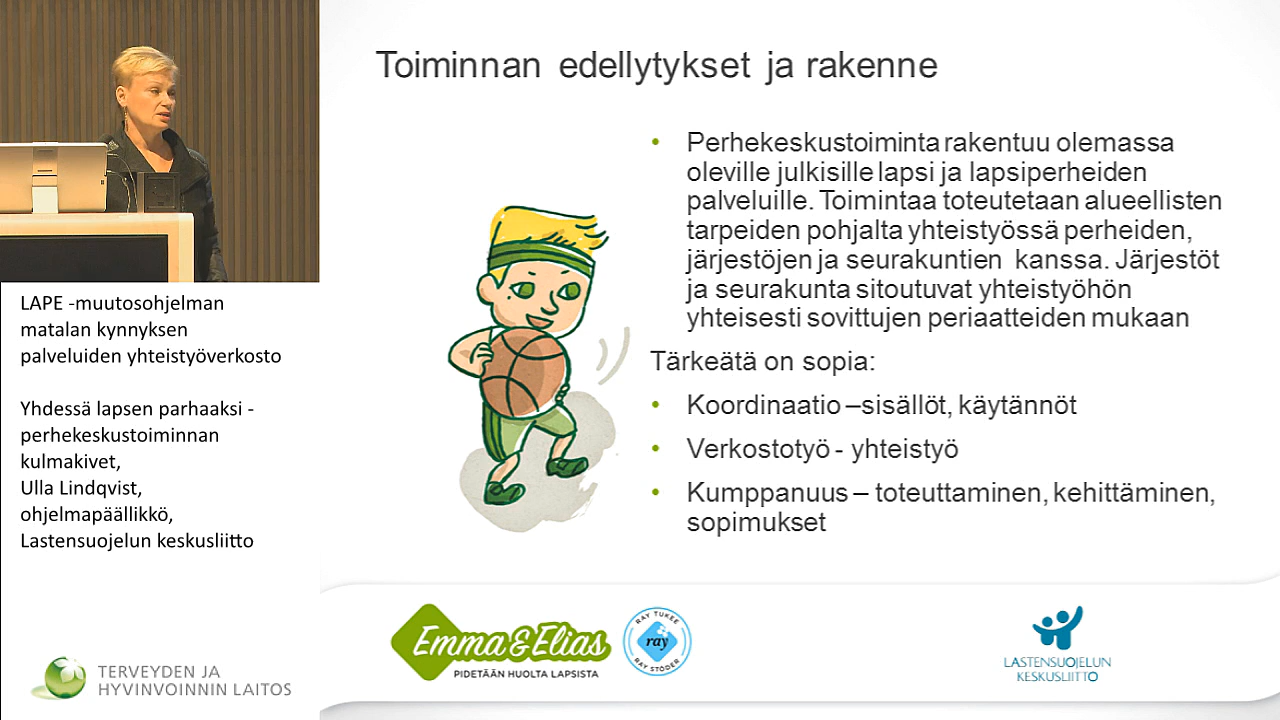 Toiminnan edellytykset ja rakenne
• Perhekeskustoiminta rakentuu olemassa
oleville julkisille lapsi ja lapsiperheiden
palveluille. Toimintaa toteutetaan alueellisten
tarpeiden pohjalta yhteistyössä perheiden,
järjestöjen ja seurakuntien kanssa. Järjestöt
ja seurakunta sitoutuvat yhteistyöhön
yhteisesti sovittujen periaatteiden mukaan
Tärkeätä on sopia:
• Koordinaatio –sisällöt, käytännöt
• Verkostotyö - yhteistyö
• Kumppanuus – toteuttaminen, kehittäminen,
sopimukset
LAPE -muutosohjelman
matalan kynnyksen
palveluiden yhteistyöverkosto
Yhdessä lapsen parhaaksi -
perhekeskustoiminnan
kulmakivet,
Ulla Lindqvist,
ohjelmapäällikkö,
Lastensuojelun keskusliitto
TERVEYDEN JA
HYVINVOINNIN LAITOS
Emma & Elias
PIDETÄÄN HUOLTA LAPSISTA
RAY TUKEE
ray
RAY STÖDER
LASTENSUOJELUN
KESKUSLIITTO